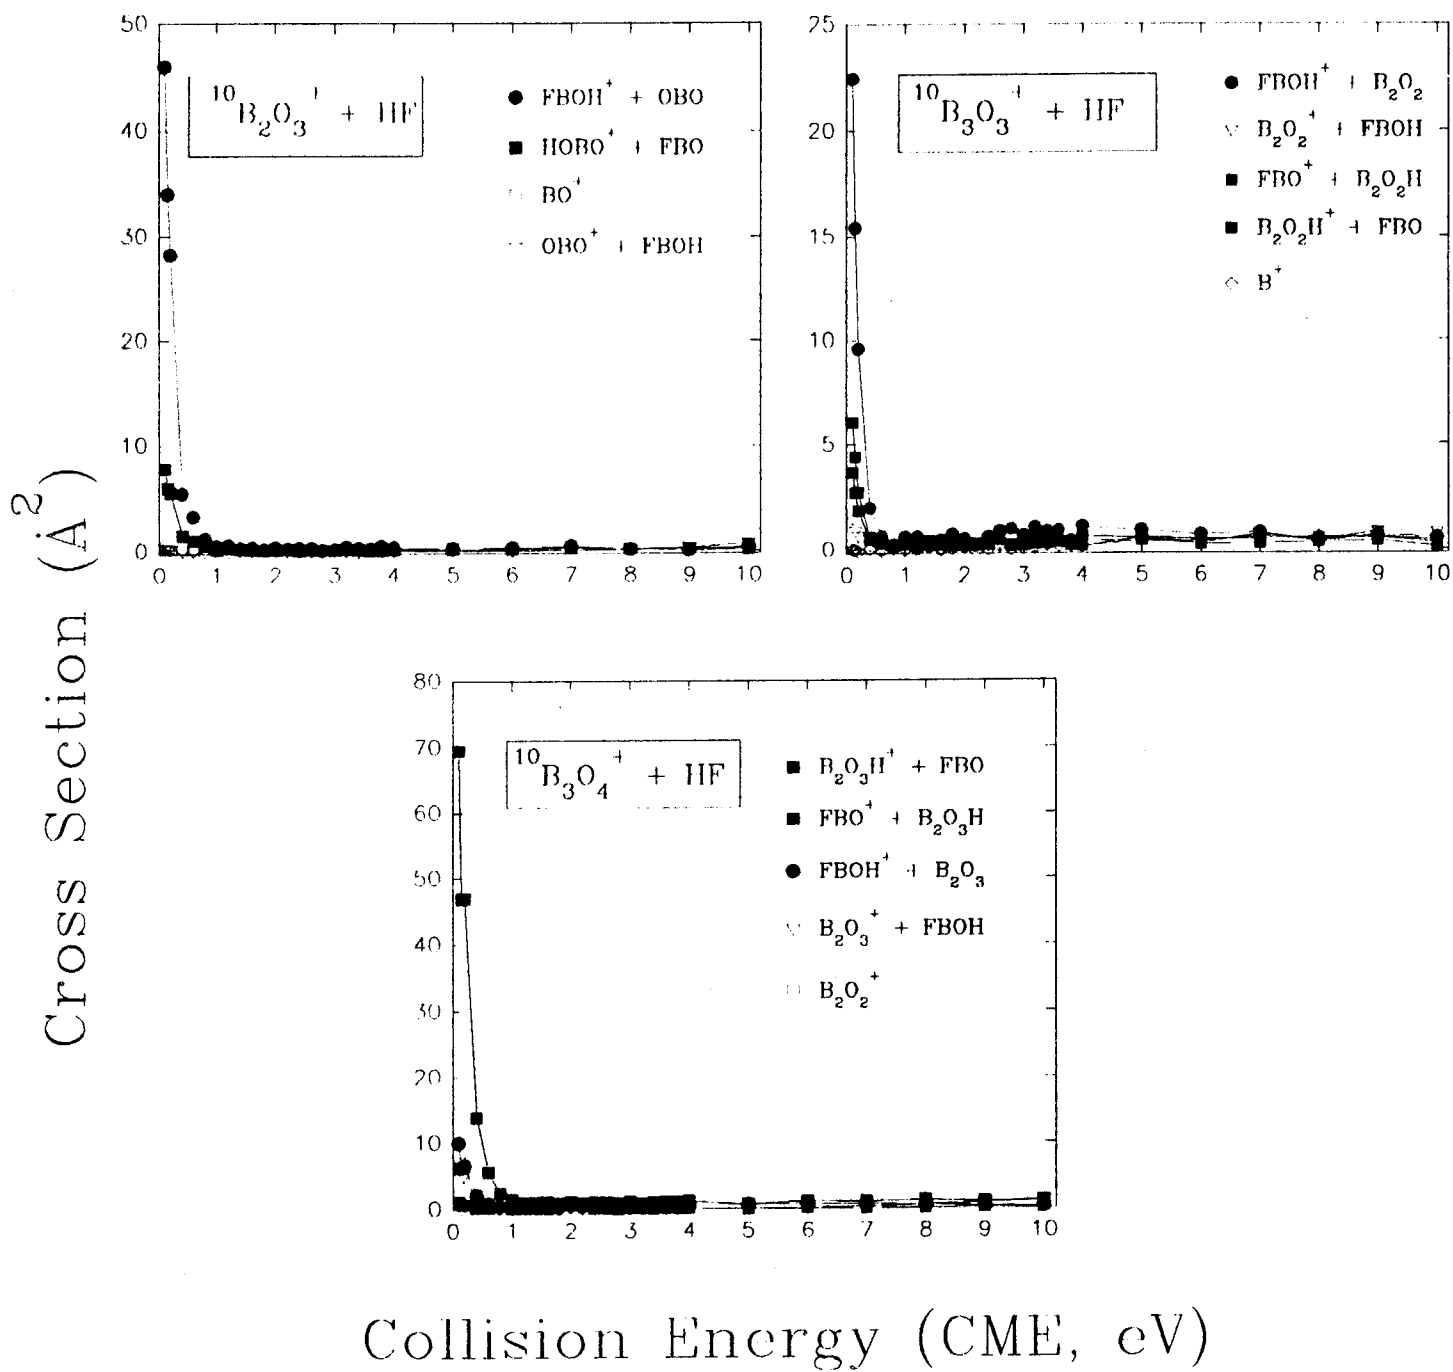 50
40
30
20
10
0
0 1 2 3 4 5 6 7 8 9 10
¹⁰B₂O₃⁺ + HF
FBOH⁺ + OBO
HOBO⁺ + FBO
BO⁺
OBO⁺ + FBOH
25
20
15
10
5
0
0 1 2 3 4 5 6 7 8 9 10
¹⁰B₃O₃⁺ + HF
FBOH⁺ + B₂O₂
B₂O₂⁺ + FBOH
FBO⁺ + B₂O₂H
B₂O₂H⁺ + FBO
B⁺
80
70
60
50
40
30
20
10
0
0 1 2 3 4 5 6 7 8 9 10
¹⁰B₃O₄⁺ + HF
B₂O₃H⁺ + FBO
FBO⁺ + B₂O₃H
FBOH⁺ + B₂O₃
B₂O₃⁺ + FBOH
B₂O₂⁺
Cross Section (Å²)
Collision Energy (CME, eV)